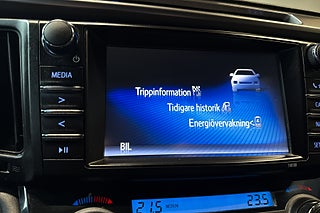 MEDIA
Trippinformation
Tidigare historik
Energiövervakning
BIL
21.5
23.5